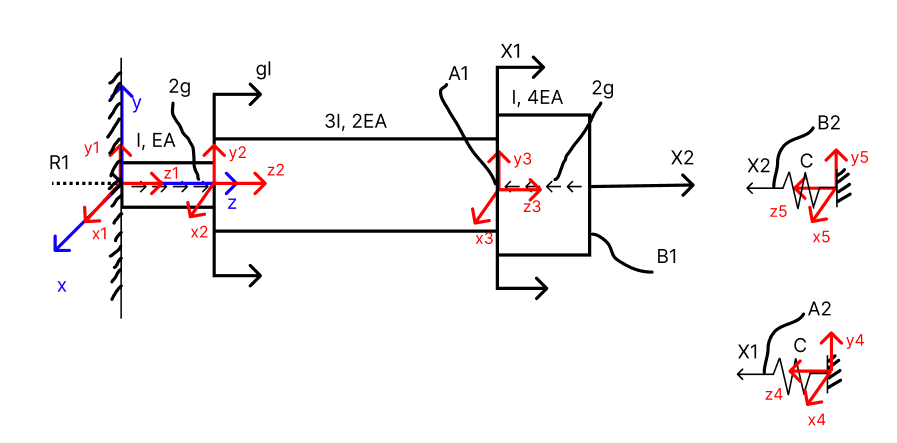 X1
gl
A1
2g
2g
l, 4EA
y
3l, 2EA
B2
y1
l, EA
y2
y3
X2
X2
C
y5
R1
z1
z2
z
z3
z5
x1
x2
x3
x5
B1
x
A2
X1
C
y4
z4
x4